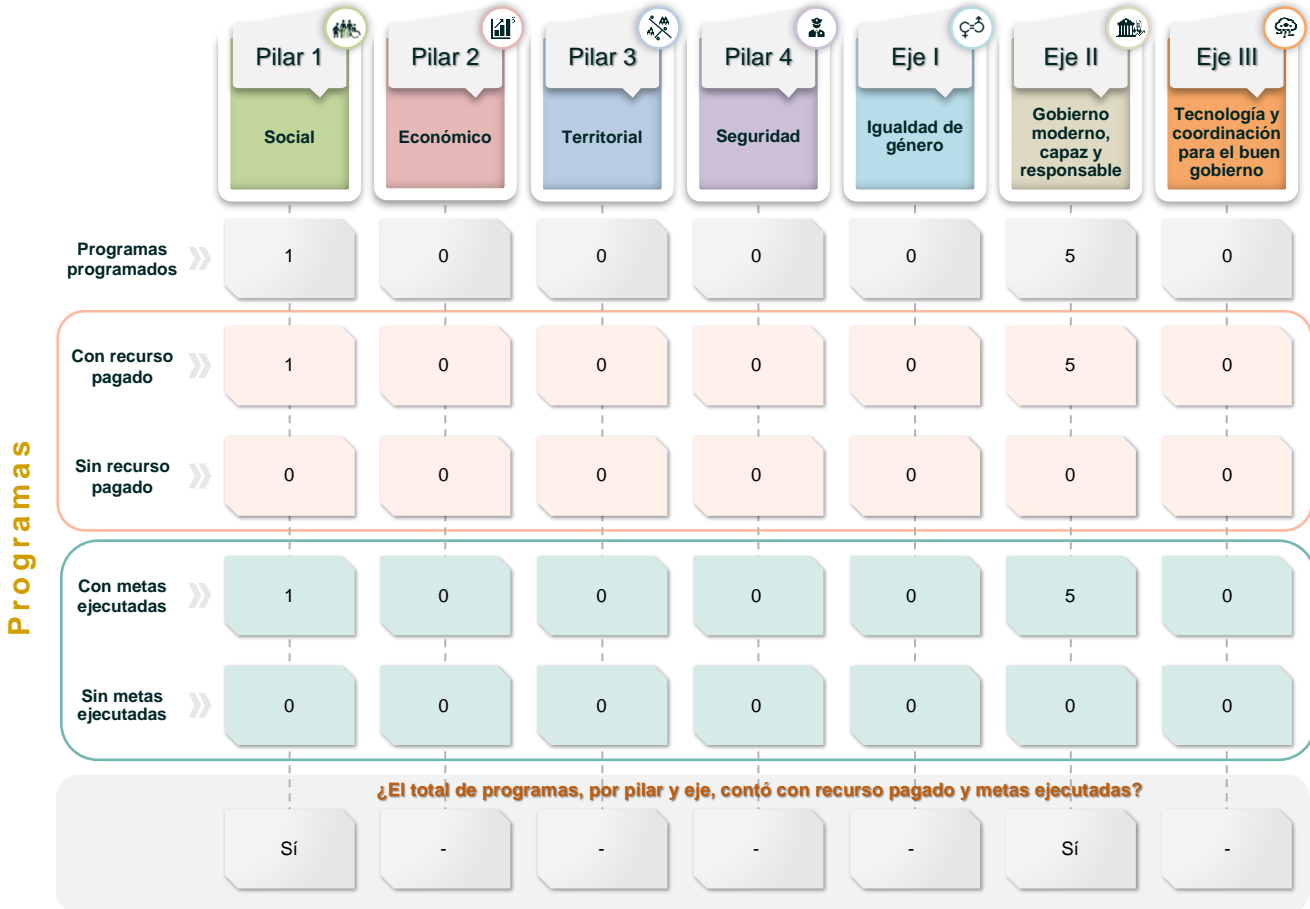 Pilar 1
Pilar 2
Pilar 3
Pilar 4
Eje I
Eje II
Eje III
Social
Económico
Territorial
Seguridad
Igualdad de
género
Gobierno
moderno,
capaz y
responsable
Tecnología y
coordinación
para el buen
gobierno
Programas
Programas
programados
1
0
0
0
0
5
0
Con recurso
pagado
1
0
0
0
0
5
0
Sin recurso
pagado
0
0
0
0
0
0
0
Con metas
ejecutadas
1
0
0
0
0
5
0
Sin metas
ejecutadas
0
0
0
0
0
0
0
¿El total de programas, por pilar y eje, contó con recurso pagado y metas ejecutadas?
Sí
-
-
-
-
Sí
-